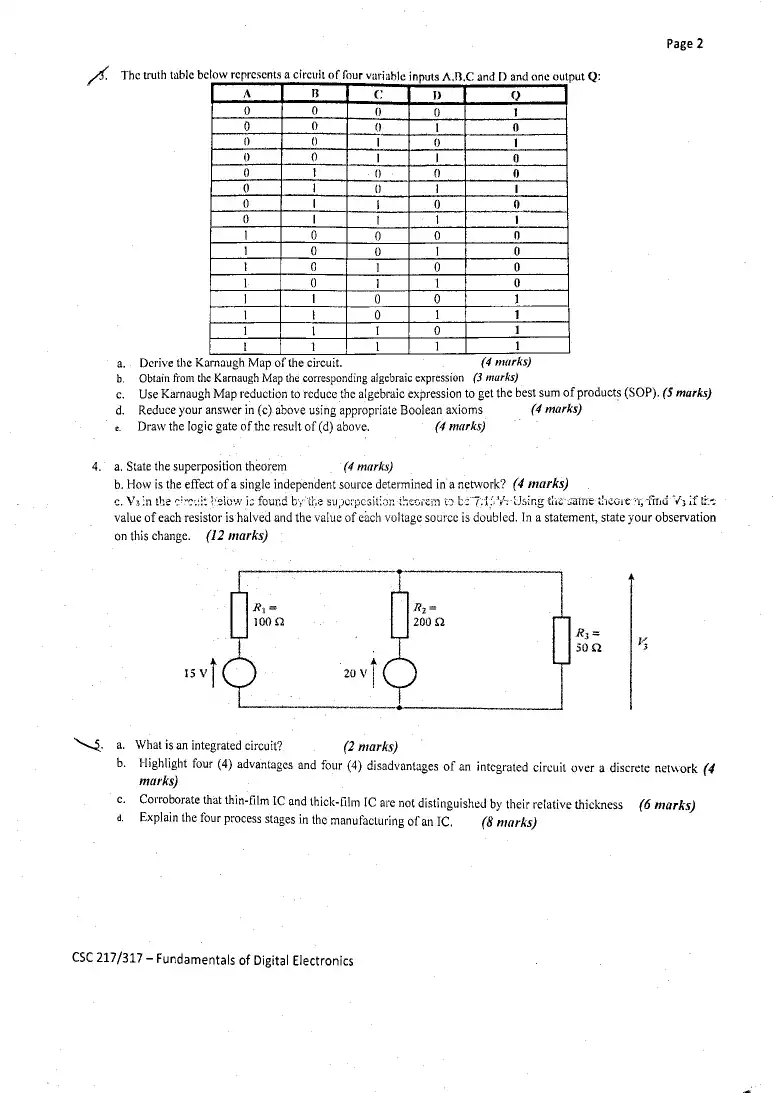 Page 2
3. The truth table below represents a circuit of four variable inputs A,B,C and D and one output Q:
A B C D Q
0 0 0 0 1
0 0 0 1 0
0 0 1 0 1
0 0 1 1 0
0 1 0 0 0
0 1 0 1 1
0 1 1 0 0
0 1 1 1 1
1 0 0 0 0
1 0 0 1 0
1 0 1 0 0
1 0 1 1 0
1 1 0 0 1
1 1 0 1 1
1 1 1 0 1
1 1 1 1 1
a. Derive the Karnaugh Map of the circuit. (4 marks)
b. Obtain from the Karnaugh Map the corresponding algebraic expression (3 marks)
c. Use Karnaugh Map reduction to reduce the algebraic expression to get the best sum of products (SOP). (5 marks)
d. Reduce your answer in (c) above using appropriate Boolean axioms (4 marks)
e. Draw the logic gate of the result of (d) above. (4 marks)
4. a. State the superposition theorem (4 marks)
b. How is the effect of a single independent source determined in a network? (4 marks)
c. V3 in the circuit below is found by the superposition theorem to be V. Using the same theorem, find V3 if the
value of each resistor is halved and the value of each voltage source is doubled. In a statement, state your observation
on this change. (12 marks)
R1 =
100 Ω
R2 =
200 Ω
R3 =
50 Ω
V3
15 V
20 V
5. a. What is an integrated circuit? (2 marks)
b. Highlight four (4) advantages and four (4) disadvantages of an integrated circuit over a discrete network (4
marks)
c. Corroborate that thin-film IC and thick-film IC are not distinguished by their relative thickness (6 marks)
d. Explain the four process stages in the manufacturing of an IC. (8 marks)
CSC 217/317 – Fundamentals of Digital Electronics